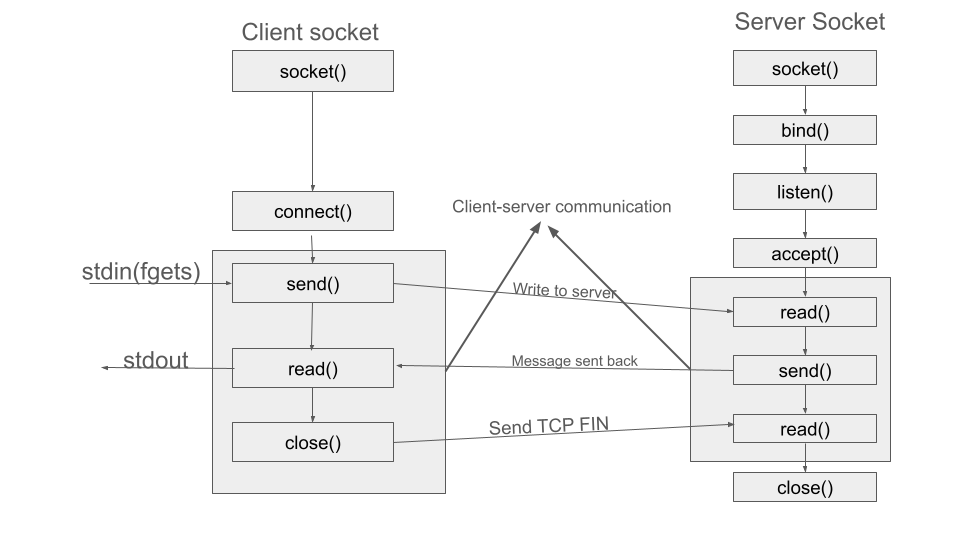 Client socket
Server Socket
socket()
socket()
bind()
listen()
connect()
Client-server communication
accept()
stdin(fgets)
send()
Write to server
read()
stdout
read()
Message sent back
send()
close()
Send TCP FIN
read()
close()